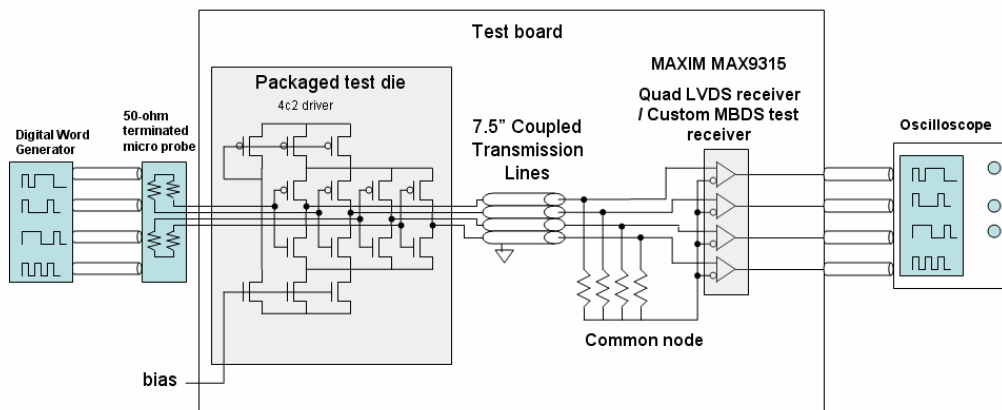 Test board
MAXIM MAX9315
Quad LVDS receiver
/ Custom MBDS test
receiver
Packaged test die
4c2 driver
50-ohm
terminated
micro probe
Digital Word
Generator
7.5” Coupled
Transmission
Lines
Oscilloscope
Common node
bias